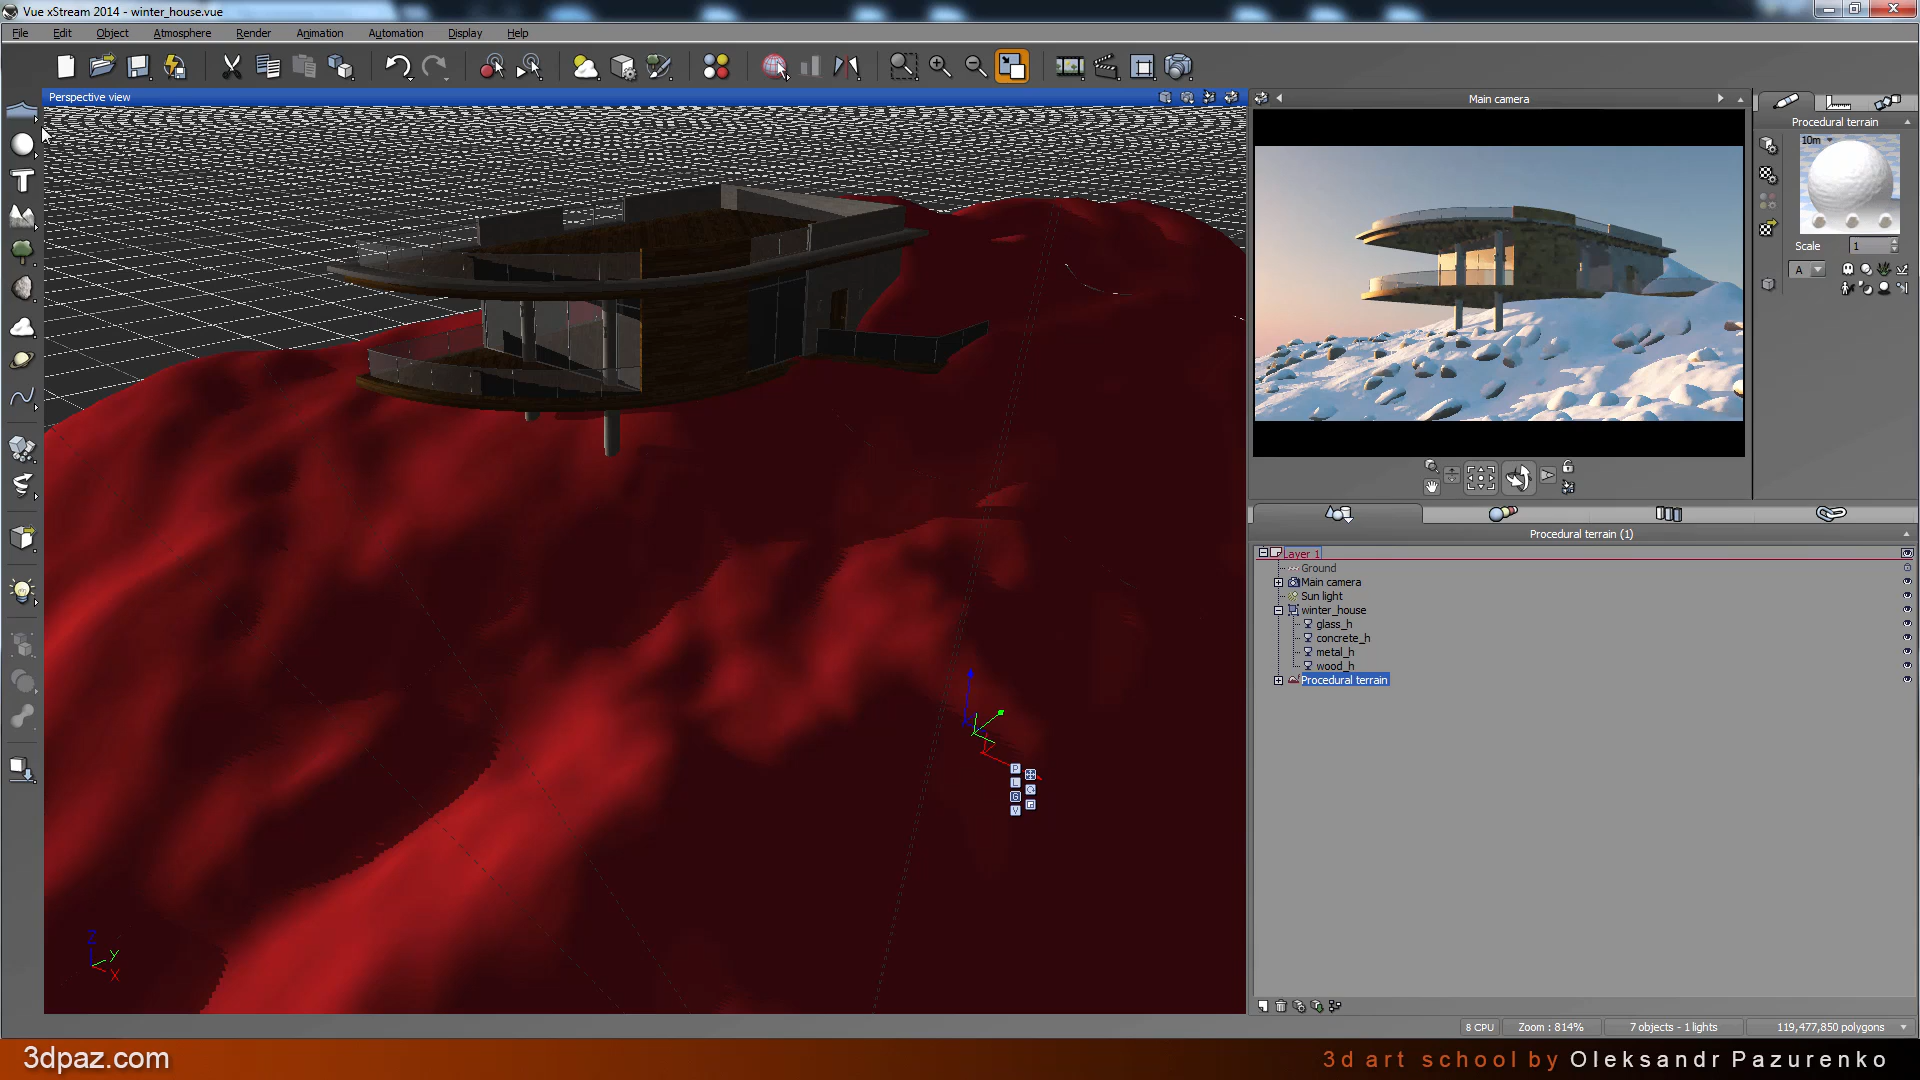 Vue xStream 2014 - winter_house.vue
File Edit Object Atmosphere Render Animation Automation Display Help
Perspective view
Main camera
Procedural terrain
10m
Scale 1
A
Procedural terrain (1)
Layer 1
Ground
Main camera
Sun light
winter_house
glass_h
concrete_h
metal_h
wood_h
Procedural terrain
P
L
G
V
Z
Y
X
8 CPU
Zoom : 814%
7 objects - 1 lights
119,477,850 polygons
3dpaz.com
3d art school by Oleksandr Pazurenko